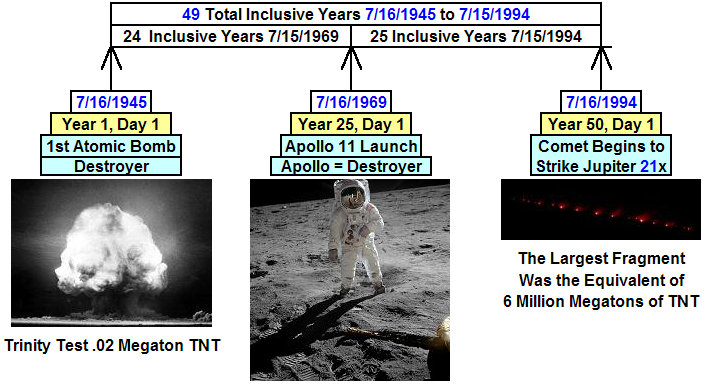 49 Total Inclusive Years 7/16/1945 to 7/15/1994
24 Inclusive Years 7/15/1969
25 Inclusive Years 7/15/1994
7/16/1945
Year 1, Day 1
1st Atomic Bomb
Destroyer
7/16/1969
Year 25, Day 1
Apollo 11 Launch
Apollo = Destroyer
7/16/1994
Year 50, Day 1
Comet Begins to
Strike Jupiter 21x
Trinity Test .02 Megaton TNT
The Largest Fragment
Was the Equivalent of
6 Million Megatons of TNT